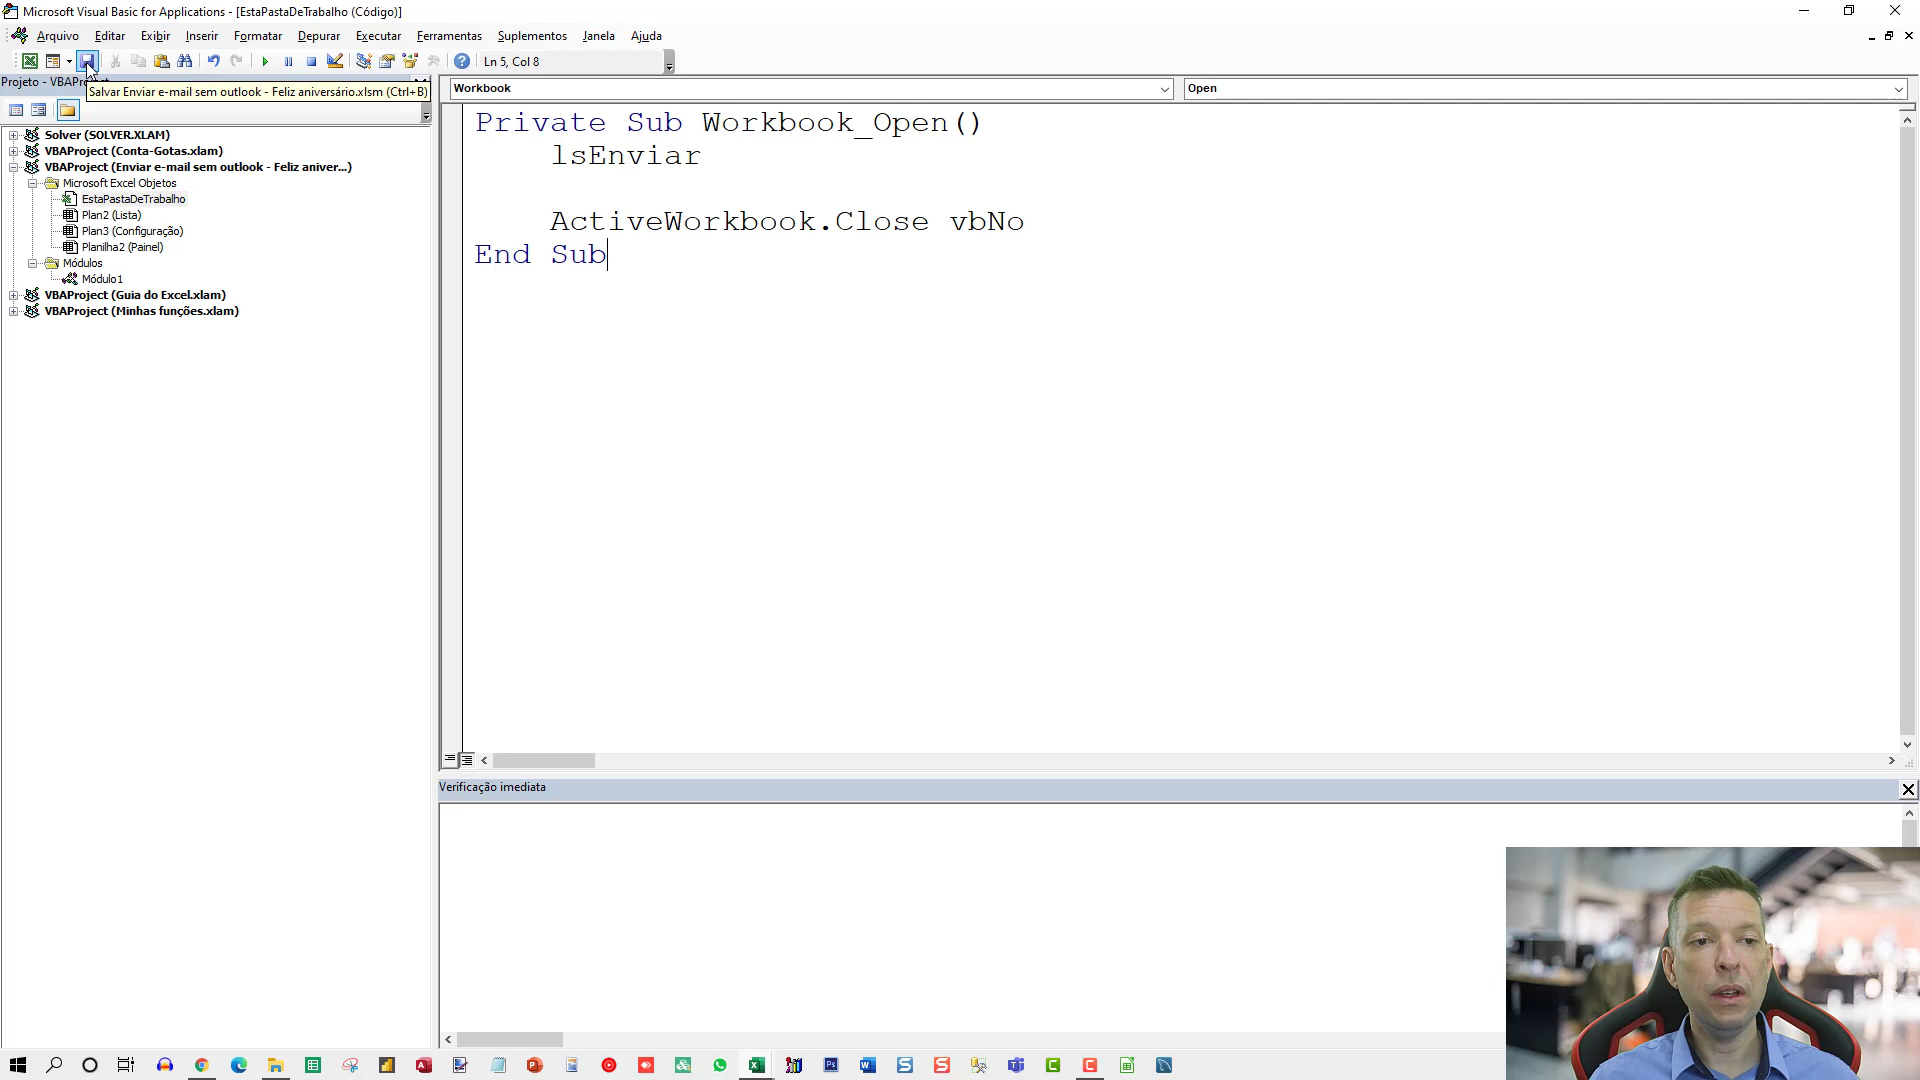 Microsoft Visual Basic for Applications - [EstaPastaDeTrabalho (Código)]
Arquivo Editar Exibir Inserir Formatar Depurar Executar Ferramentas Suplementos Janela Ajuda
Ln 5, Col 8
Projeto - VBAProj
Salvar Enviar e-mail sem outlook - Feliz aniversário.xlsm (Ctrl+B)
Workbook
Open
Solver (SOLVER.XLAM)
VBAProject (Conta-Gotas.xlam)
VBAProject (Enviar e-mail sem outlook - Feliz aniver...)
Microsoft Excel Objetos
EstaPastaDeTrabalho
Plan2 (Lista)
Plan3 (Configuração)
Planilha2 (Painel)
Módulos
Módulo1
VBAProject (Guia do Excel.xlam)
VBAProject (Minhas funções.xlam)
Private Sub Workbook_Open()
lsEnviar
ActiveWorkbook.Close vbNo
End Sub
Verificação imediata